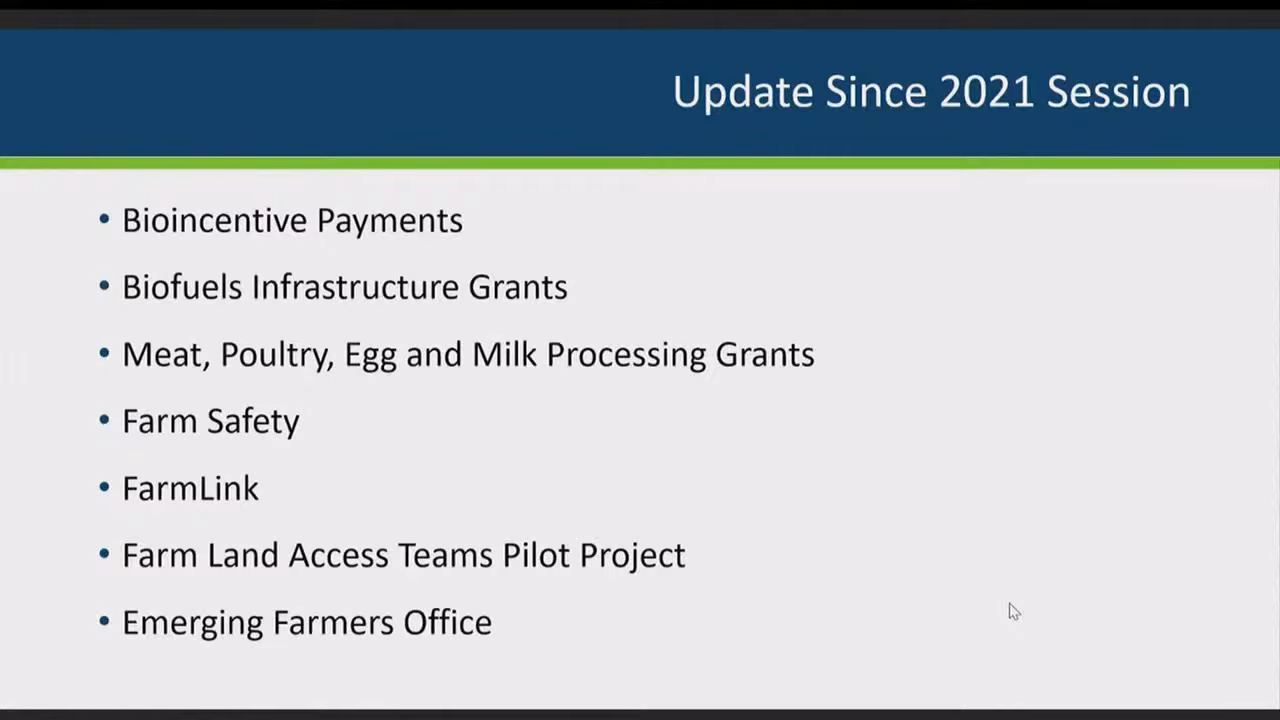 Update Since 2021 Session
• Bioincentive Payments
• Biofuels Infrastructure Grants
• Meat, Poultry, Egg and Milk Processing Grants
• Farm Safety
• FarmLink
• Farm Land Access Teams Pilot Project
• Emerging Farmers Office